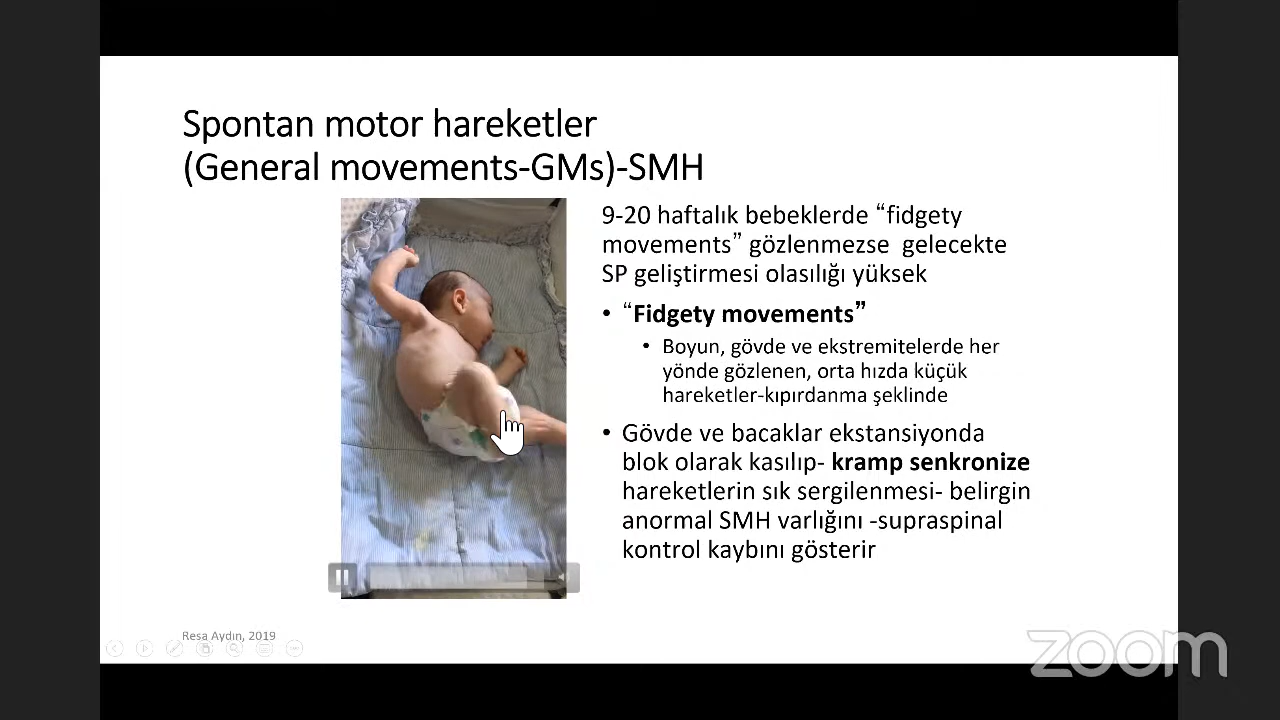 Spontan motor hareketler
(General movements-GMs)-SMH
9-20 haftalık bebeklerde “fidgety
movements” gözlenmezse gelecekte
SP geliştirmesi olasılığı yüksek
• “Fidgety movements”
• Boyun, gövde ve ekstremitelerde her
yönde gözlenen, orta hızda küçük
hareketler-kıpırdanma şeklinde
• Gövde ve bacaklar ekstansiyonda
blok olarak kasılıp- kramp senkronize
hareketlerin sık sergilenmesi- belirgin
anormal SMH varlığını -supraspinal
kontrol kaybını gösterir
Resa Aydın, 2019
zoom